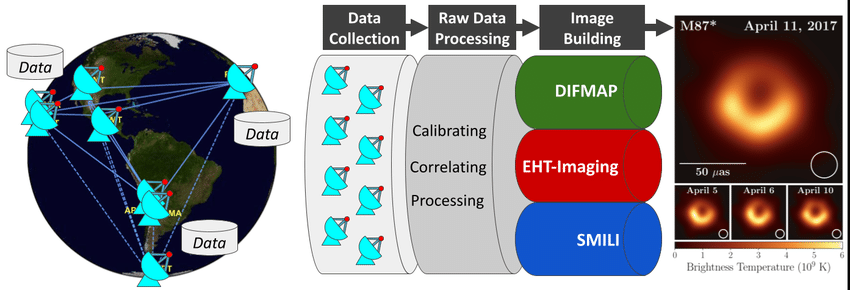 Data
Data
Data
Data
Collection
Raw Data
Processing
Image
Building
Calibrating
Correlating
Processing
DIFMAP
EHT-Imaging
SMILI
M87* April 11, 2017
50 μas
April 5 April 6 April 10
0 1 2 3 4 5 6
Brightness Temperature (10⁹ K)